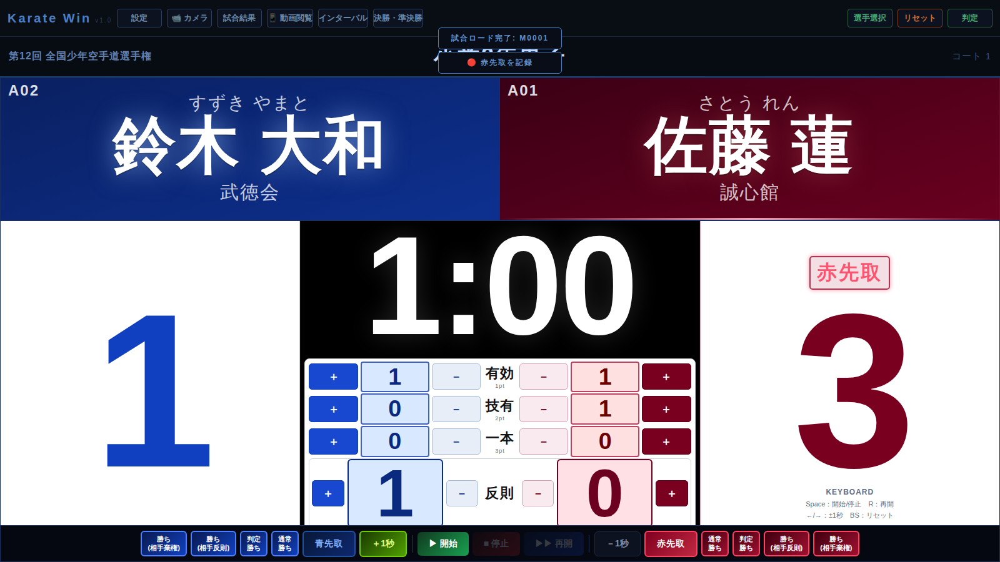 Karate Win v1.0 設定 📹 カメラ 試合結果 📱 動画閲覧 インターバル 決勝・準決勝 選手選択 リセット 判定
試合ロード完了: M0001
第12回 全国少年空手道選手権 コート 1
🔴 赤先取を記録
A02
すずき やまと
鈴木 大和
武徳会
A01
さとう れん
佐藤 蓮
誠心館
1
1:00
赤先取
3
+ 1 − 有効 − 1 +
1pt
+ 0 − 技有 − 1 +
2pt
+ 0 − 一本 − 0 +
3pt
+ 1 − 反則 − 0 +
KEYBOARD
Space：開始/停止 R：再開
←/→：±1秒 BS：リセット
勝ち
(相手棄権)
勝ち
(相手反則)
判定
勝ち
通常
勝ち
青先取
＋1秒
▶ 開始
■ 停止
▶▶ 再開
−1秒
赤先取
通常
勝ち
判定
勝ち
勝ち
(相手反則)
勝ち
(相手棄権)